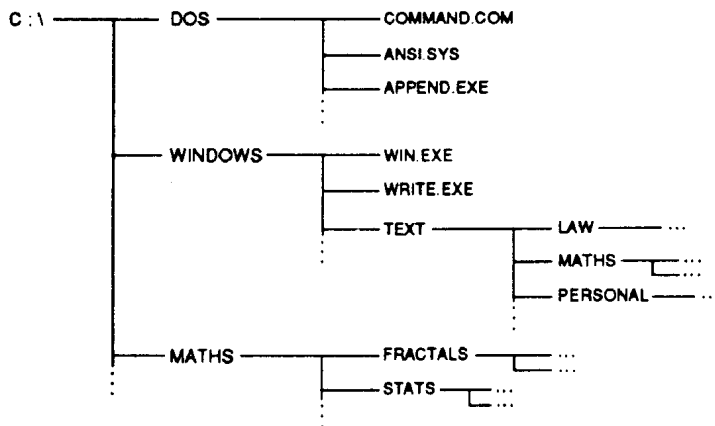 C:\ DOS COMMAND.COM
ANSI.SYS
APPEND.EXE
WINDOWS WIN.EXE
WRITE.EXE
TEXT LAW ...
MATHS ...
...
PERSONAL ...
MATHS FRACTALS ...
...
STATS ...
...